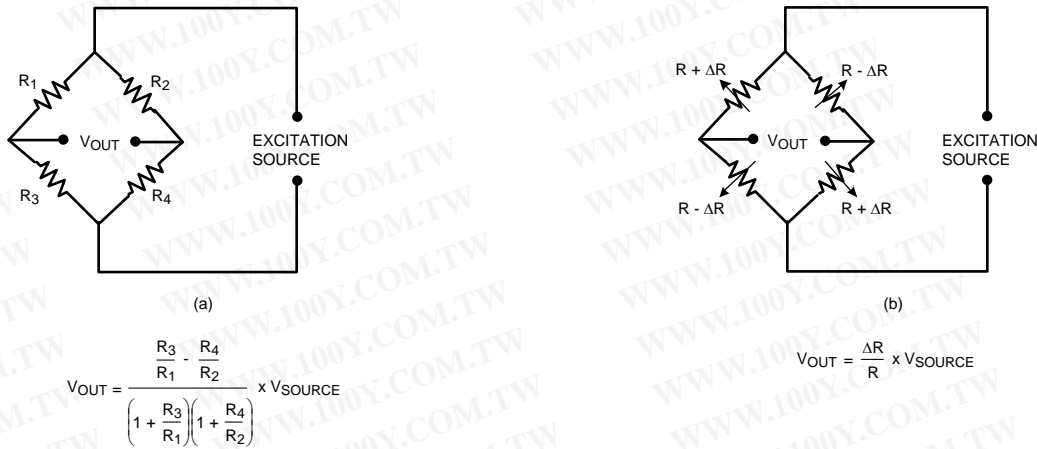 R1
R2
VOUT
R3
R4
EXCITATION
SOURCE
(a)
VOUT = (R3/R1 - R4/R2) / ((1 + R3/R1)(1 + R4/R2)) x VSOURCE
R + ΔR
R - ΔR
VOUT
R - ΔR
R + ΔR
EXCITATION
SOURCE
(b)
VOUT = ΔR/R x VSOURCE
WWW.100Y.COM.TW